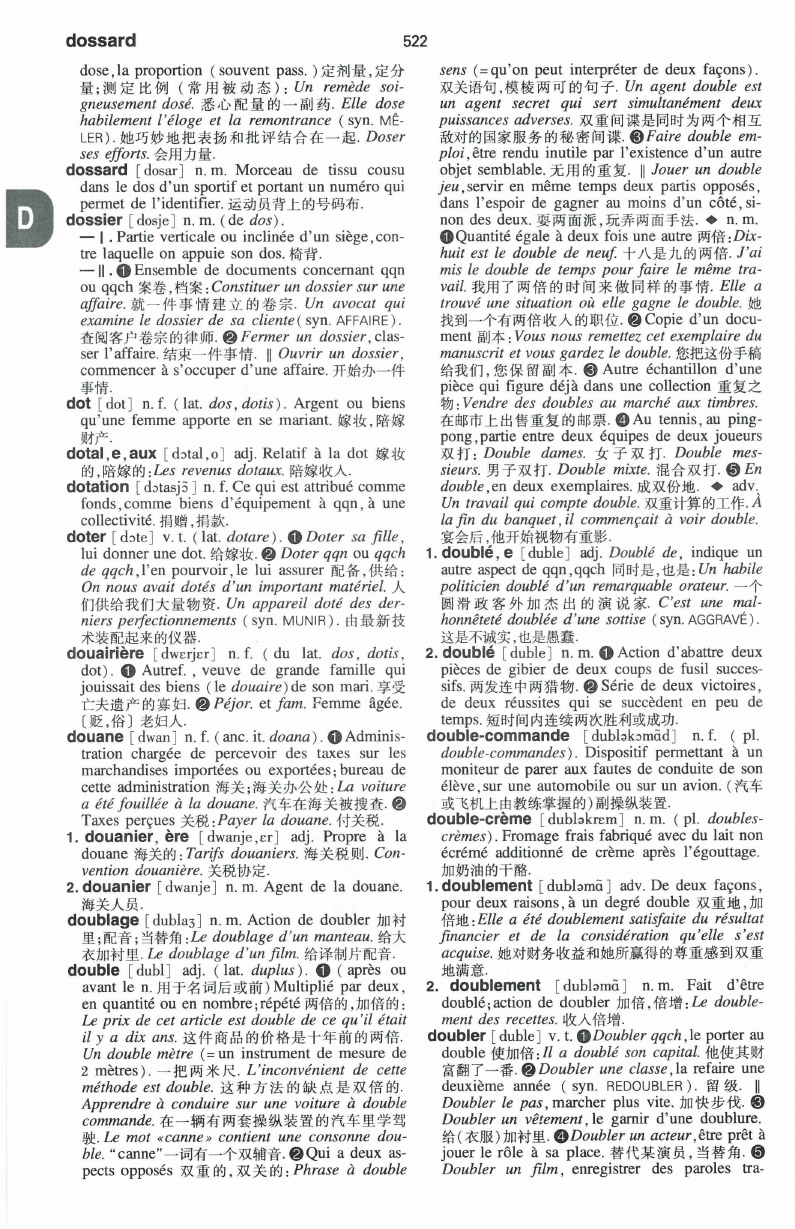 dossard
522
dose,la proportion ( souvent pass. )定剂量,定分
量;测定比例 (常用被动态): Un remède soi-
gneusement dosé. 悉心配量的一副药. Elle dose
habilement l'éloge et la remontrance ( syn. MÊ-
LER ). 她巧妙地把表扬和批评结合在一起. Doser
ses efforts. 会用力量.
dossard [ dosar ] n. m. Morceau de tissu cousu
dans le dos d'un sportif et portant un numéro qui
permet de l'identifier. 运动员背上的号码布.
dossier [ dosje ] n. m. ( de dos ).
— I . Partie verticale ou inclinée d'un siège,con-
tre laquelle on appuie son dos. 椅背.
— II . ❶ Ensemble de documents concernant qqn
ou qqch 案卷,档案: Constituer un dossier sur une
affaire. 就一件事情建立的卷宗. Un avocat qui
examine le dossier de sa cliente ( syn. AFFAIRE ).
查阅客户卷宗的律师. ❷ Fermer un dossier, clas-
ser l'affaire. 结束一件事情. ‖ Ouvrir un dossier,
commencer à s'occuper d'une affaire. 开始办一件
事情.
dot [ dot ] n. f. ( lat. dos, dotis ). Argent ou biens
qu'une femme apporte en se mariant. 嫁妆,陪嫁
财产.
dotal,e,aux [ dɔtal,o ] adj. Relatif à la dot 嫁妆
的,陪嫁的: Les revenus dotaux. 陪嫁收入.
dotation [ dɔtasjɔ̃ ] n. f. Ce qui est attribué comme
fonds,comme biens d'équipement à qqn, à une
collectivité. 捐赠,捐款.
doter [ dɔte ] v. t. ( lat. dotare ). ❶ Doter sa fille,
lui donner une dot. 给嫁妆. ❷ Doter qqn ou qqch
de qqch,l'en pourvoir, le lui assurer 配备,供给:
On nous avait dotés d'un important matériel. 人
们供给我们大量物资. Un appareil doté des der-
niers perfectionnements ( syn. MUNIR ). 由最新技
术装配起来的仪器.
douairière [ dwɛrjɛr ] n. f. ( du lat. dos, dotis,
dot). ❶ Autref. , veuve de grande famille qui
jouissait des biens ( le douaire) de son mari. 享受
亡夫遗产的寡妇. ❷ Péjor. et fam. Femme âgée.
〔贬,俗〕老妇人.
douane [ dwan ] n. f. ( anc. it. doana ). ❶ Adminis-
tration chargée de percevoir des taxes sur les
marchandises importées ou exportées; bureau de
cette administration 海关;海关办公处: La voiture
a été fouillée à la douane. 汽车在海关被搜查. ❷
Taxes perçues 关税: Payer la douane. 付关税.
1. douanier, ère [ dwanje,ɛr ] adj. Propre à la
douane 海关的: Tarifs douaniers. 海关税则. Con-
vention douanière. 关税协定.
2. douanier [ dwanje ] n. m. Agent de la douane.
海关人员.
doublage [ dublaʒ ] n. m. Action de doubler 加衬
里;配音;当替角: Le doublage d'un manteau. 给大
衣加衬里. Le doublage d'un film. 给译制片配音.
double [ dubl ] adj. ( lat. duplus ). ❶ ( après ou
avant le n. 用于名词后或前) Multiplié par deux,
en quantité ou en nombre;répété 两倍的,加倍的:
Le prix de cet article est double de ce qu'il était
il y a dix ans. 这件商品的价格是十年前的两倍.
Un double mètre (= un instrument de mesure de
2 mètres ). 一把两米尺. L'inconvénient de cette
méthode est double. 这种方法的缺点是双倍的.
Apprendre à conduire sur une voiture à double
commande. 在一辆有两套操纵装置的汽车里学驾
驶. Le mot «canne» contient une consonne dou-
ble. “canne”一词有一个双辅音. ❷ Qui a deux as-
pects opposés 双重的,双关的: Phrase à double
sens (= qu'on peut interpréter de deux façons ).
双关语句,模棱两可的句子. Un agent double est
un agent secret qui sert simultanément deux
puissances adverses. 双重间谍是同时为两个相互
敌对的国家服务的秘密间谍. ❸ Faire double em-
ploi,être rendu inutile par l'existence d'un autre
objet semblable. 无用的重复. ‖ Jouer un double
jeu,servir en même temps deux partis opposés,
dans l'espoir de gagner au moins d'un côté, si-
non des deux. 耍两面派,玩弄两面手法. ◆ n. m.
❶ Quantité égale à deux fois une autre 两倍: Dix-
huit est le double de neuf. 十八是九的两倍. J'ai
mis le double de temps pour faire le même tra-
vail. 我用了两倍的时间来做同样的事情. Elle a
trouvé une situation où elle gagne le double. 她
找到一个有两倍收入的职位. ❷ Copie d'un docu-
ment 副本: Vous nous remettez cet exemplaire du
manuscrit et vous gardez le double. 您把这份手稿
给我们,您保留副本. ❸ Autre échantillon d'une
pièce qui figure déjà dans une collection 重复之
物: Vendre des doubles au marché aux timbres.
在邮市上出售重复的邮票. ❹ Au tennis, au ping-
pong,partie entre deux équipes de deux joueurs
双打: Double dames. 女子双打. Double mes-
sieurs. 男子双打. Double mixte. 混合双打. ❺ En
double,en deux exemplaires. 成双份地. ◆ adv.
Un travail qui compte double. 双重计算的工作. À
la fin du banquet, il commençait à voir double.
宴会后,他开始视物有重影.
1. doublé, e [ duble ] adj. Doublé de, indique un
autre aspect de qqn,qqch 同时是,也是: Un habile
politicien doublé d'un remarquable orateur. 一个
圆滑政客外加杰出的演说家. C'est une mal-
honnêteté doublée d'une sottise ( syn. AGGRAVÉ ).
这是不诚实,也是愚蠢.
2. doublé [ duble ] n. m. ❶ Action d'abattre deux
pièces de gibier de deux coups de fusil succes-
sifs. 两发连中两猎物. ❷ Série de deux victoires,
de deux réussites qui se succèdent en peu de
temps. 短时间内连续两次胜利或成功.
double-commande [ dubləkɔmɑ̃d ] n. f. ( pl.
double-commandes ). Dispositif permettant à un
moniteur de parer aux fautes de conduite de son
élève,sur une automobile ou sur un avion. (汽车
或飞机上由教练掌握的)副操纵装置.
double-crème [ dubləkrɛm ] n. m. ( pl. doubles-
crèmes ). Fromage frais fabriqué avec du lait non
écrémé additionné de crème après l'égouttage.
加奶油的干酪.
1. doublement [ dubləmɑ̃ ] adv. De deux façons,
pour deux raisons, à un degré double 双重地,加
倍地: Elle a été doublement satisfaite du résultat
financier et de la considération qu'elle s'est
acquise. 她对财务收益和她所赢得的尊重感到双重
地满意.
2. doublement [ dubləmɑ̃ ] n. m. Fait d'être
doublé;action de doubler 加倍,倍增: Le double-
ment des recettes. 收入倍增.
doubler [ duble ] v. t. ❶ Doubler qqch, le porter au
double 使加倍: Il a doublé son capital. 他使其财
富翻了一番. ❷ Doubler une classe,la refaire une
deuxième année ( syn. REDOUBLER ). 留级. ‖
Doubler le pas, marcher plus vite. 加快步伐. ❸
Doubler un vêtement, le garnir d'une doublure.
给(衣服)加衬里. ❹ Doubler un acteur,être prêt à
jouer le rôle à sa place. 替代某演员,当替角. ❺
Doubler un film, enregistrer des paroles tra-
D